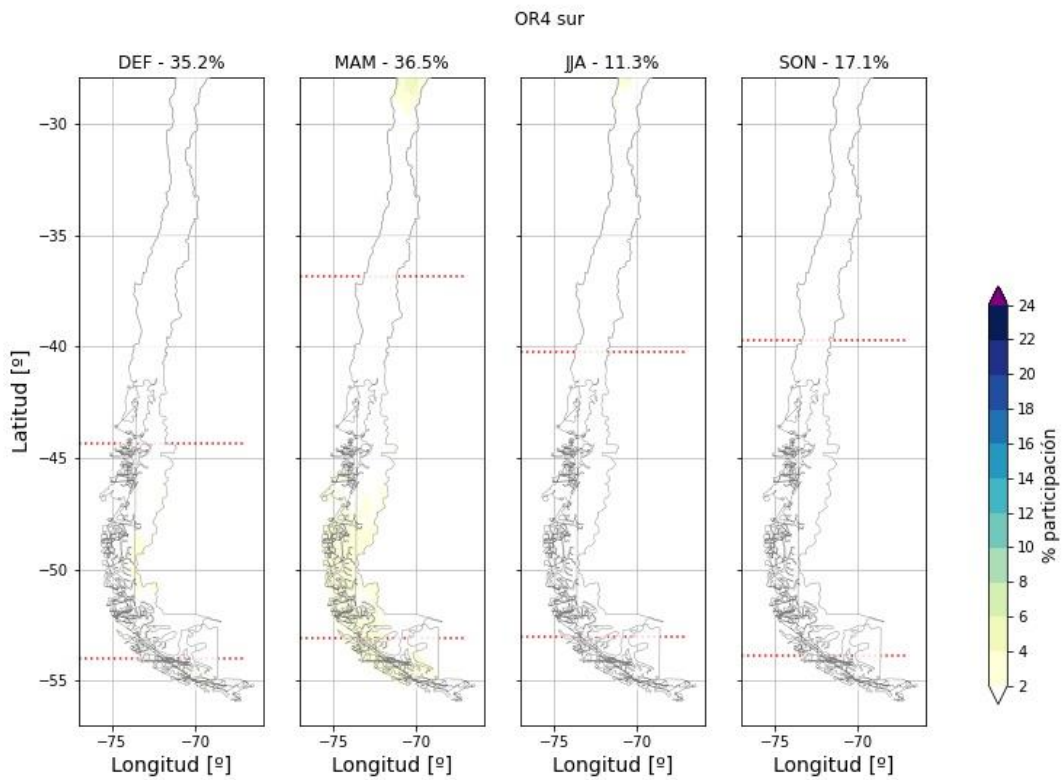 OR4 sur
DEF - 35.2%
MAM - 36.5%
JJA - 11.3%
SON - 17.1%
−30
−35
−40
−45
−50
−55
Latitud [º]
−75 −70
−75 −70
−75 −70
−75 −70
Longitud [º]
Longitud [º]
Longitud [º]
Longitud [º]
24
22
20
18
16
14
12
10
8
6
4
2
% participación